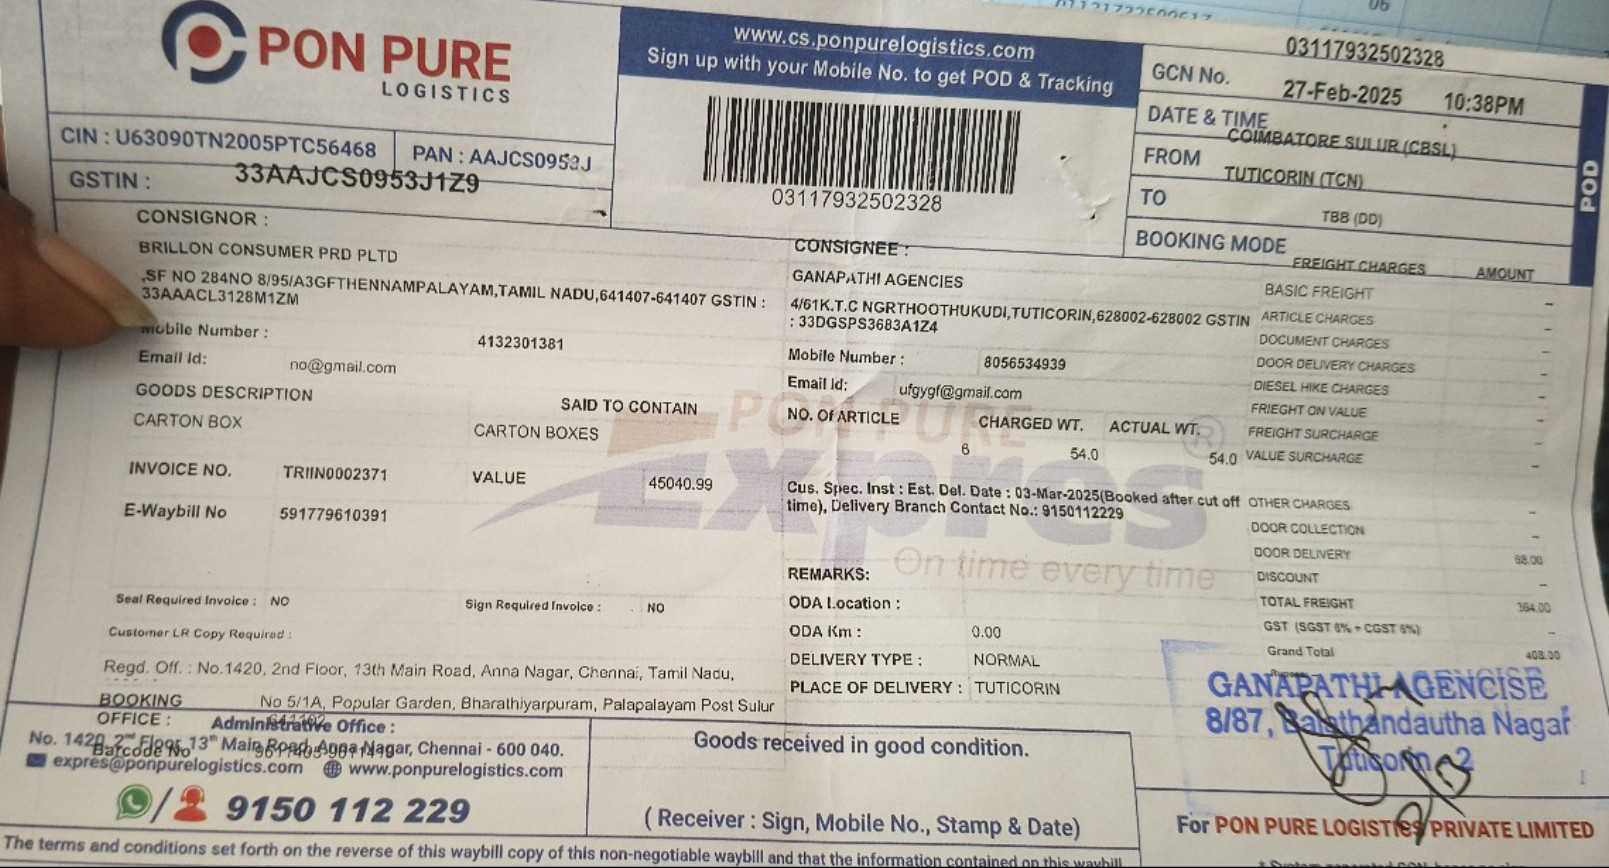 PON PURE
LOGISTICS
www.cs.ponpurelogistics.com
Sign up with your Mobile No. to get POD & Tracking
03117932502328
GCN No.
03117932502328
27-Feb-2025 10:38PM
DATE & TIME
COIMBATORE SULUR (CBSL)
FROM
TUTICORIN (TCN)
TO
TBB (DD)
BOOKING MODE
POD
CIN : U63090TN2005PTC56468
PAN : AAJCS0953J
GSTIN : 33AAJCS0953J1Z9
CONSIGNOR :
BRILLON CONSUMER PRD PLTD
,SF NO 284NO 8/95/A3GFTHENNAMPALAYAM,TAMIL NADU,641407-641407 GSTIN :
33AAACL3128M1ZM
Mobile Number : 4132301381
Email Id: no@gmail.com
GOODS DESCRIPTION SAID TO CONTAIN
CARTON BOX CARTON BOXES
INVOICE NO. TRIIN0002371 VALUE 45040.99
E-Waybill No 591779610391
Seal Required Invoice : NO Sign Required Invoice : NO
Customer LR Copy Required :
Regd. Off. : No.1420, 2nd Floor, 13th Main Road, Anna Nagar, Chennai, Tamil Nadu,
BOOKING OFFICE : No 5/1A, Popular Garden, Bharathiyarpuram, Palapalayam Post Sulur
CONSIGNEE :
GANAPATHI AGENCIES
4/61K.T.C NGRTHOOTHUKUDI,TUTICORIN,628002-628002 GSTIN
: 33DGSPS3683A1Z4
Mobile Number : 8056534939
Email Id: ufgygf@gmail.com
NO. Of ARTICLE CHARGED WT. ACTUAL WT.
6 54.0 54.0
Cus. Spec. Inst : Est. Del. Date : 03-Mar-2025(Booked after cut off
time), Delivery Branch Contact No.: 9150112229
PON PURE
Expres ®
On time every time
REMARKS:
ODA Location :
ODA Km : 0.00
DELIVERY TYPE : NORMAL
PLACE OF DELIVERY : TUTICORIN
FREIGHT CHARGES AMOUNT
BASIC FREIGHT –
ARTICLE CHARGES –
DOCUMENT CHARGES –
DOOR DELIVERY CHARGES –
DIESEL HIKE CHARGES –
FRIEGHT ON VALUE –
FREIGHT SURCHARGE –
VALUE SURCHARGE –
OTHER CHARGES –
DOOR COLLECTION –
DOOR DELIVERY 68.00
DISCOUNT –
TOTAL FREIGHT 364.00
GST (SGST 6% + CGST 6%) –
Grand Total 408.00
GANAPATHI AGENCISE
8/87, Balathandautha Nagar
Tuticorin 2
Administrative Office :
No. 1420, 2nd Floor, 13th Main Road, Anna Nagar, Chennai - 600 040.
Barcode No
expres@ponpurelogistics.com www.ponpurelogistics.com
/ 9150 112 229
Goods received in good condition.
( Receiver : Sign, Mobile No., Stamp & Date)
For PON PURE LOGISTICS PRIVATE LIMITED
The terms and conditions set forth on the reverse of this waybill copy of this non-negotiable waybill and that the information contained on this waybill